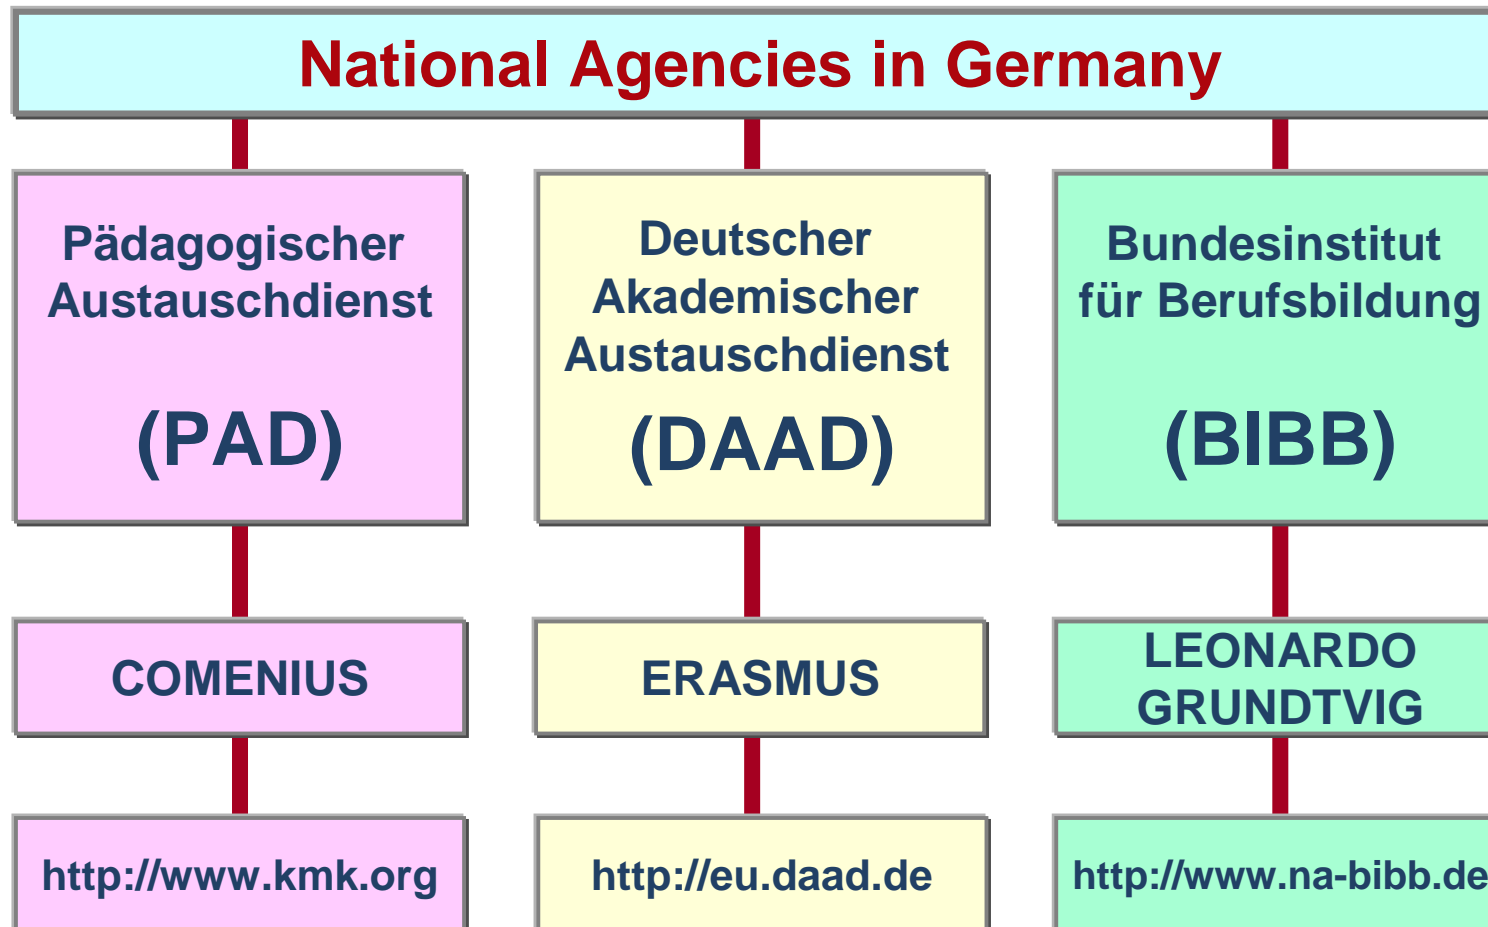 National Agencies in Germany
Pädagogischer
Austauschdienst
(PAD)
Deutscher
Akademischer
Austauschdienst
(DAAD)
Bundesinstitut
für Berufsbildung
(BIBB)
COMENIUS
ERASMUS
LEONARDO
GRUNDTVIG
http://www.kmk.org
http://eu.daad.de
http://www.na-bibb.de